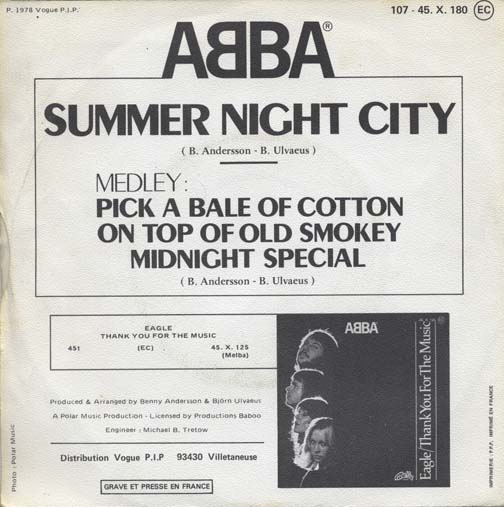 P. 1978 Vogue P.I.P.
107 - 45. X. 180 EC
ABBA®
SUMMER NIGHT CITY
( B. Andersson - B. Ulvaeus )
MEDLEY:
PICK A BALE OF COTTON
ON TOP OF OLD SMOKEY
MIDNIGHT SPECIAL
( B. Andersson - B. Ulvaeus )
EAGLE
THANK YOU FOR THE MUSIC
45t (EC) 45. X. 125
(Melba)
Produced & Arranged by Benny Andersson & Björn Ulvaeus
A Polar Music Production - Licensed by Productions Baboo
Engineer : Michael B. Tretow
Distribution Vogue P.I.P 93430 Villetaneuse
GRAVE ET PRESSE EN FRANCE
Photo : Polar Music
ABBA
Eagle/Thank You For The Music
IMPRIMERIE - P.P.F. IMPRIMÉ EN FRANCE